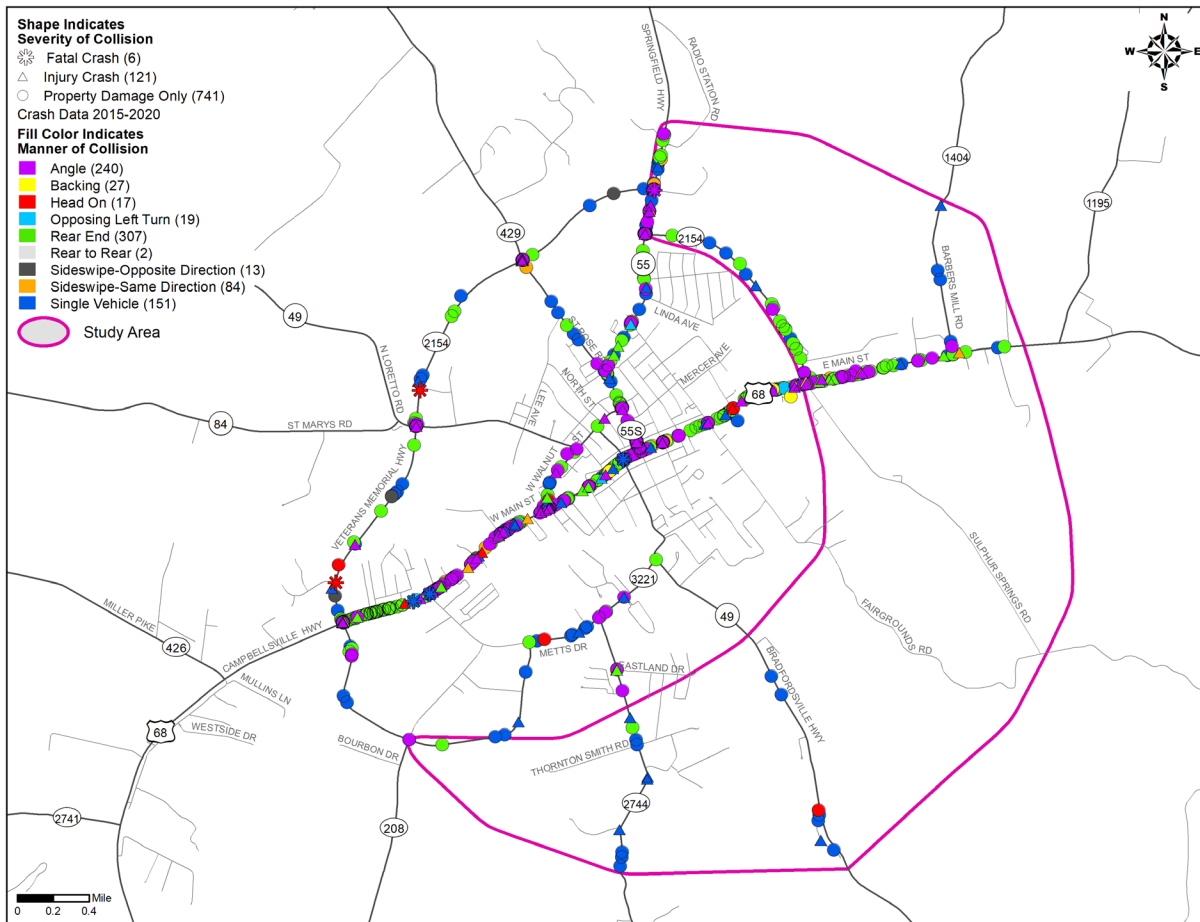 Shape Indicates
Severity of Collision
Fatal Crash (6)
Injury Crash (121)
Property Damage Only (741)
Crash Data 2015-2020
Fill Color Indicates
Manner of Collision
Angle (240)
Backing (27)
Head On (17)
Opposing Left Turn (19)
Rear End (307)
Rear to Rear (2)
Sideswipe-Opposite Direction (13)
Sideswipe-Same Direction (84)
Single Vehicle (151)
Study Area
N
W E
S
SPRINGFIELD HWY
RADIO STATION RD
1404
1195
429
2154
55
BARBERS MILL RD
49
2154
LINDA AVE
ST ROSE RD
N LORETTO RD
MERCER AVE
E MAIN ST
NORTH ST
LEE AVE
68
84
ST MARYS RD
55S
W WALNUT ST
VETERANS MEMORIAL HWY
W MAIN ST
SULPHUR SPRINGS RD
3221
MILLER PIKE
49
FAIRGROUNDS RD
426
CAMPBELLSVILLE HWY
METTS DR
EASTLAND DR
BRADFORDSVILLE HWY
MULLINS LN
68
WESTSIDE DR
BOURBON DR
THORNTON SMITH RD
2744
2741
208
0 0.2 0.4
Mile